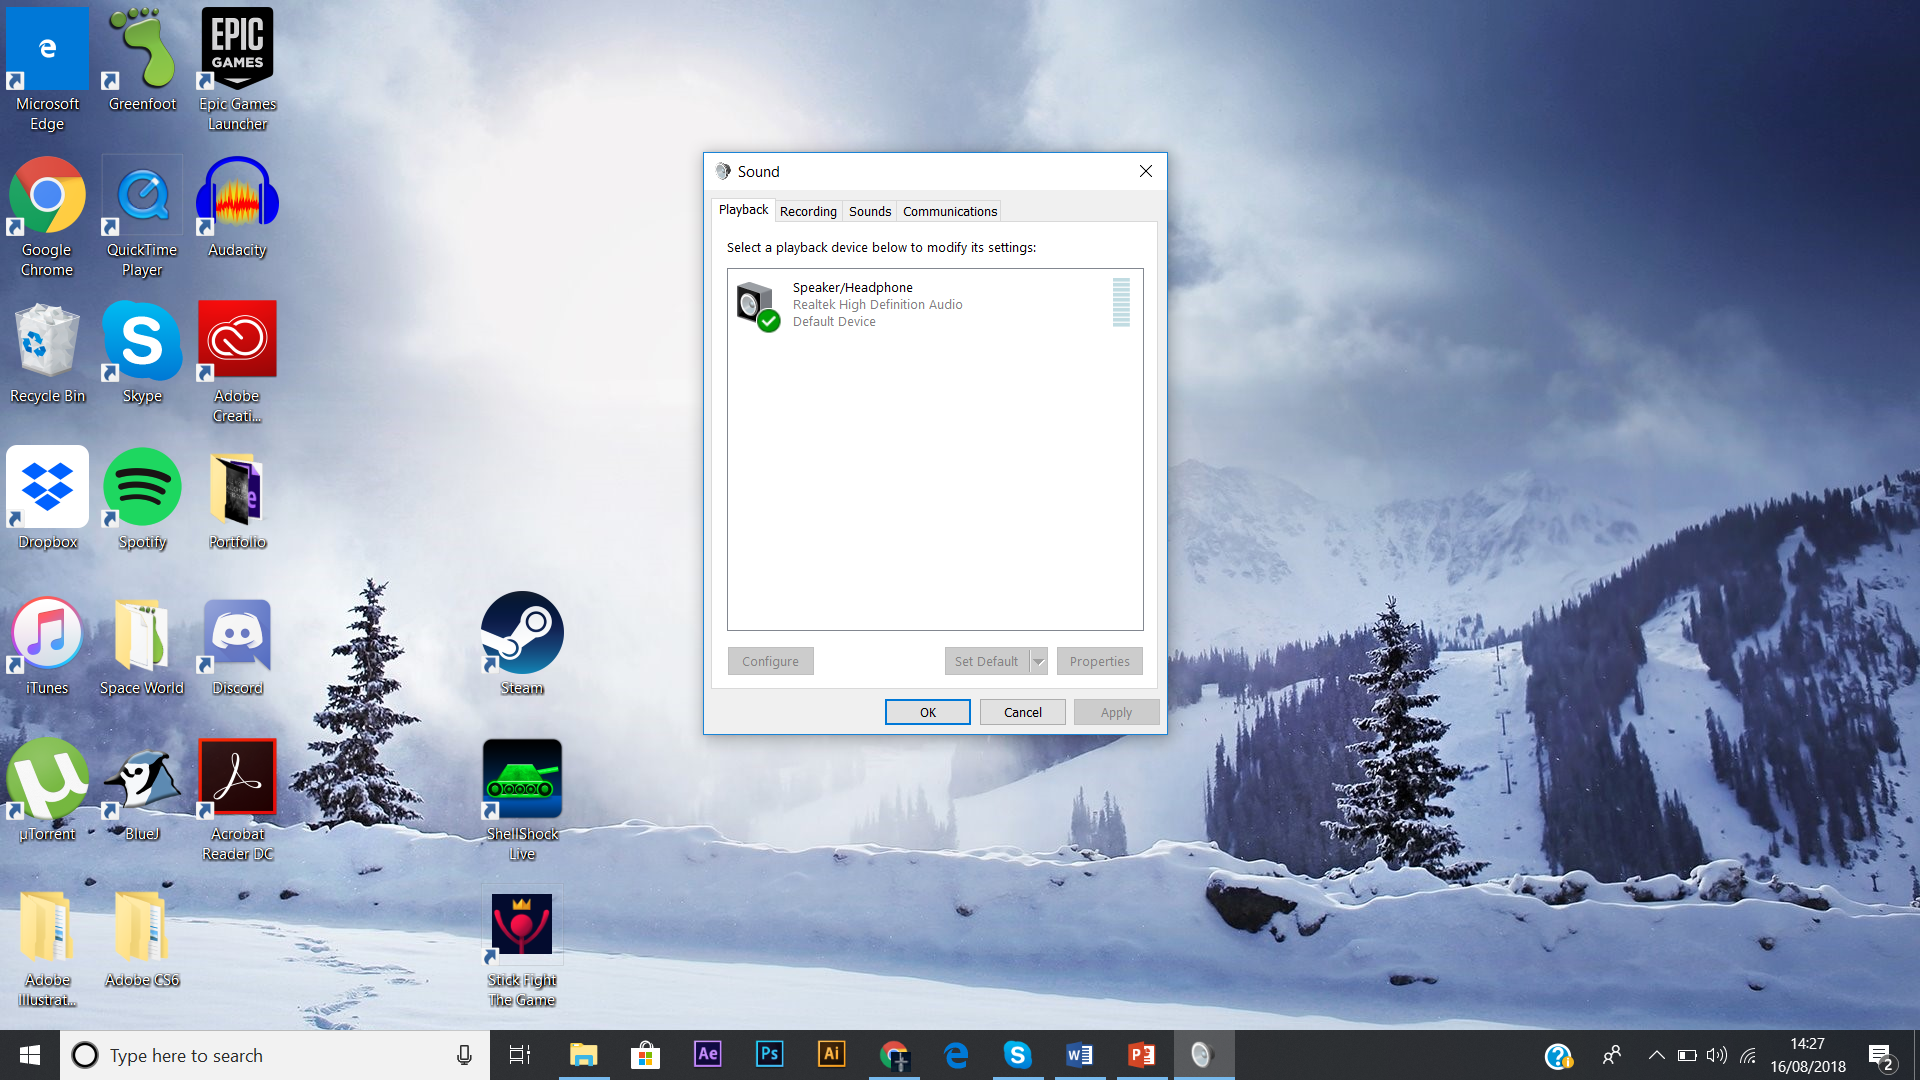 Microsoft
Edge
Greenfoot
EPIC
GAMES
Epic Games
Launcher
Google
Chrome
QuickTime
Player
Audacity
Recycle Bin
Skype
Adobe
Creati...
Dropbox
Spotify
Portfolio
iTunes
Space World
Discord
Steam
µTorrent
BlueJ
Acrobat
Reader DC
ShellShock
Live
Adobe
Illustrat...
Adobe CS6
Stick Fight
The Game
Sound
Playback
Recording
Sounds
Communications
Select a playback device below to modify its settings:
Speaker/Headphone
Realtek High Definition Audio
Default Device
Configure
Set Default
Properties
OK
Cancel
Apply
Type here to search
Ae
Ps
Ai
14:27
16/08/2018
2